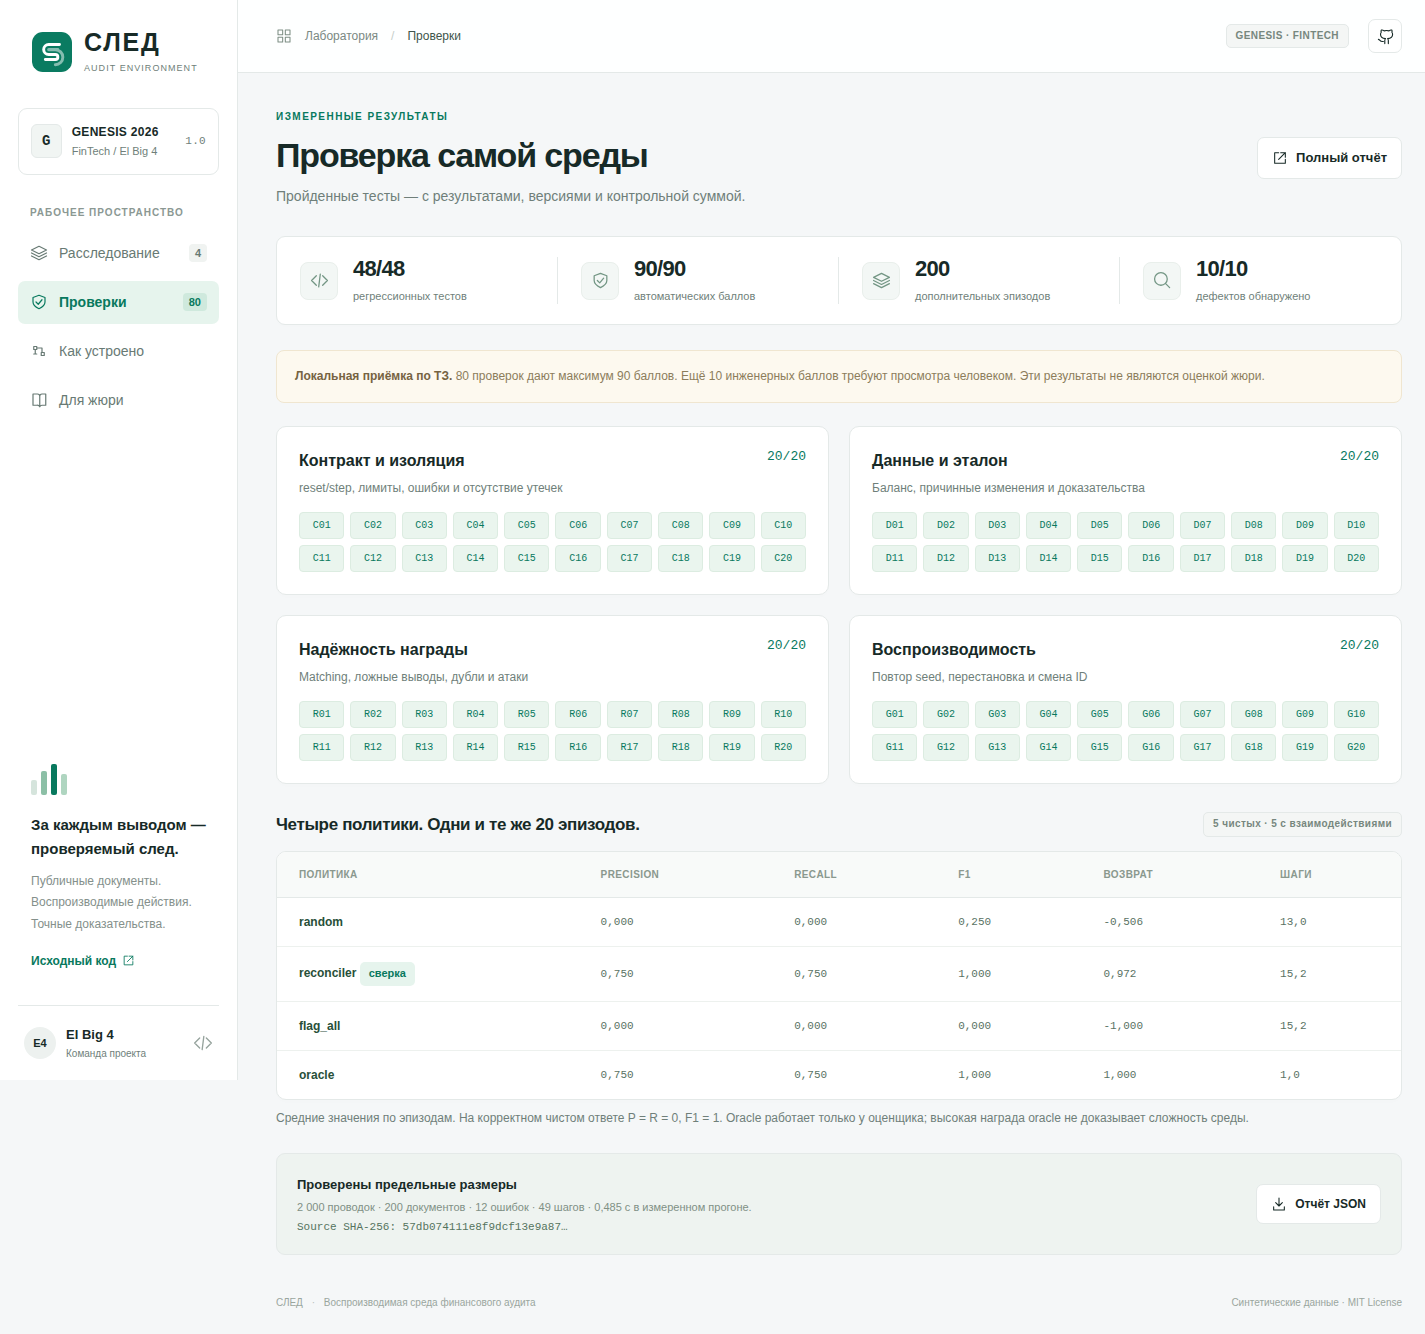 СЛЕД
AUDIT ENVIRONMENT
G
GENESIS 2026
FinTech / El Big 4
1.0
РАБОЧЕЕ ПРОСТРАНСТВО
Расследование 4
Проверки 80
Как устроено
Для жюри
За каждым выводом —
проверяемый след.
Публичные документы.
Воспроизводимые действия.
Точные доказательства.
Исходный код
E4
El Big 4
Команда проекта
Лаборатория / Проверки
GENESIS · FINTECH
ИЗМЕРЕННЫЕ РЕЗУЛЬТАТЫ
Проверка самой среды
Пройденные тесты — с результатами, версиями и контрольной суммой.
Полный отчёт
48/48
регрессионных тестов
90/90
автоматических баллов
200
дополнительных эпизодов
10/10
дефектов обнаружено
Локальная приёмка по ТЗ. 80 проверок дают максимум 90 баллов. Ещё 10 инженерных баллов требуют просмотра человеком. Эти результаты не являются оценкой жюри.
Контракт и изоляция 20/20
reset/step, лимиты, ошибки и отсутствие утечек
C01 C02 C03 C04 C05 C06 C07 C08 C09 C10
C11 C12 C13 C14 C15 C16 C17 C18 C19 C20
Данные и эталон 20/20
Баланс, причинные изменения и доказательства
D01 D02 D03 D04 D05 D06 D07 D08 D09 D10
D11 D12 D13 D14 D15 D16 D17 D18 D19 D20
Надёжность награды 20/20
Matching, ложные выводы, дубли и атаки
R01 R02 R03 R04 R05 R06 R07 R08 R09 R10
R11 R12 R13 R14 R15 R16 R17 R18 R19 R20
Воспроизводимость 20/20
Повтор seed, перестановка и смена ID
G01 G02 G03 G04 G05 G06 G07 G08 G09 G10
G11 G12 G13 G14 G15 G16 G17 G18 G19 G20
Четыре политики. Одни и те же 20 эпизодов.
5 чистых · 5 с взаимодействиями
ПОЛИТИКА PRECISION RECALL F1 ВОЗВРАТ ШАГИ
random 0,000 0,000 0,250 -0,506 13,0
reconciler сверка 0,750 0,750 1,000 0,972 15,2
flag_all 0,000 0,000 0,000 -1,000 15,2
oracle 0,750 0,750 1,000 1,000 1,0
Средние значения по эпизодам. На корректном чистом ответе P = R = 0, F1 = 1. Oracle работает только у оценщика; высокая награда oracle не доказывает сложность среды.
Проверены предельные размеры
2 000 проводок · 200 документов · 12 ошибок · 49 шагов · 0,485 с в измеренном прогоне.
Source SHA-256: 57db074111e8f9dcf13e9a87…
Отчёт JSON
СЛЕД · Воспроизводимая среда финансового аудита
Синтетические данные · MIT License